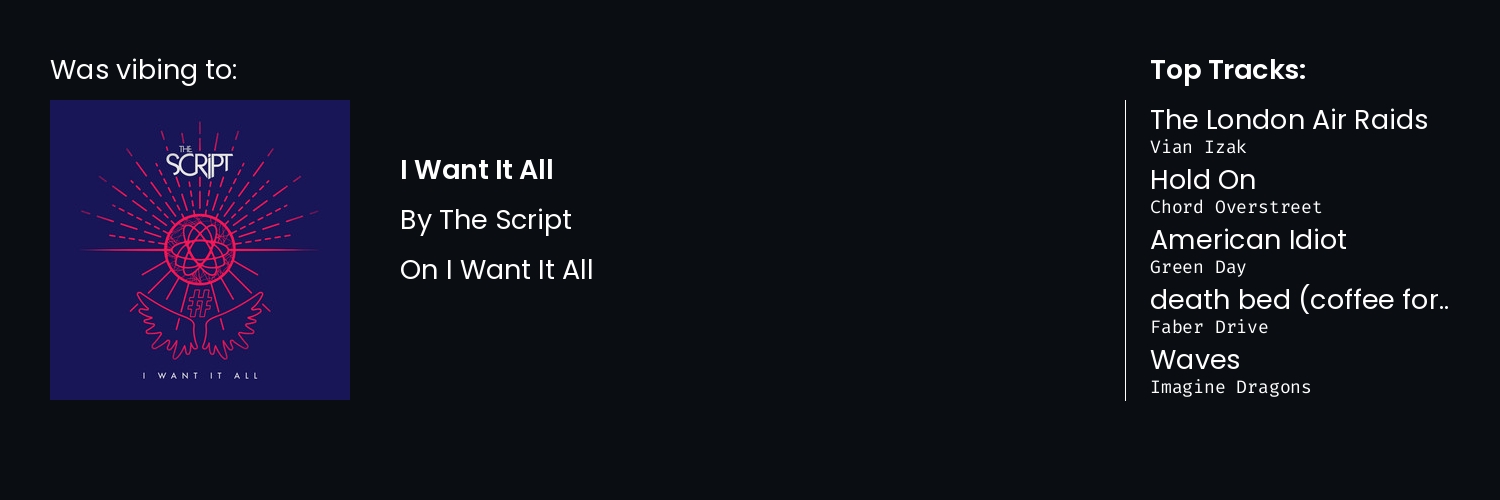 Was vibing to:
THE
SCRIPT
#
I WANT IT ALL
I Want It All
By The Script
On I Want It All
Top Tracks:
The London Air Raids
Vian Izak
Hold On
Chord Overstreet
American Idiot
Green Day
death bed (coffee for..
Faber Drive
Waves
Imagine Dragons